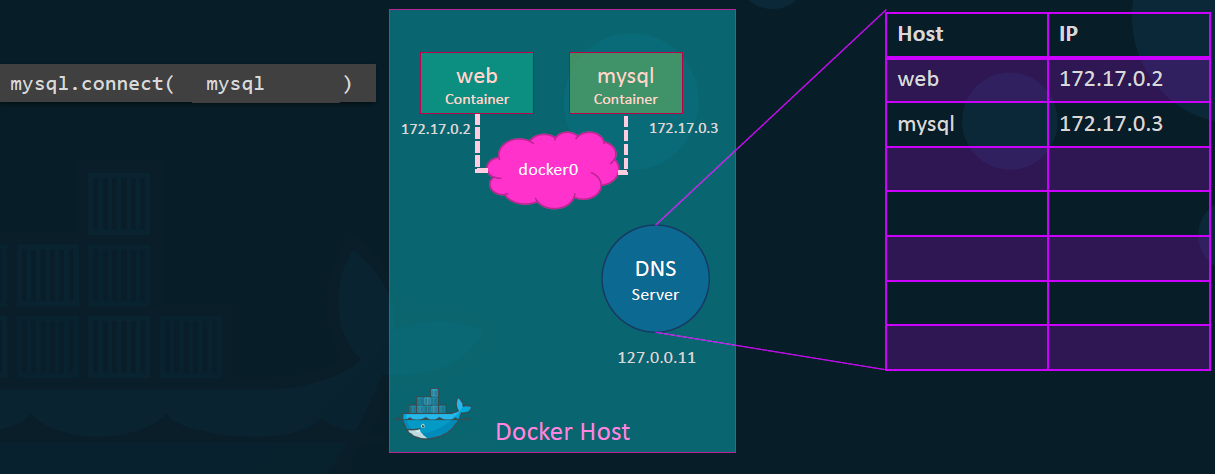 mysql.connect( mysql )
web
Container
mysql
Container
172.17.0.2
172.17.0.3
docker0
DNS
Server
127.0.0.11
Docker Host
Host IP
web 172.17.0.2
mysql 172.17.0.3